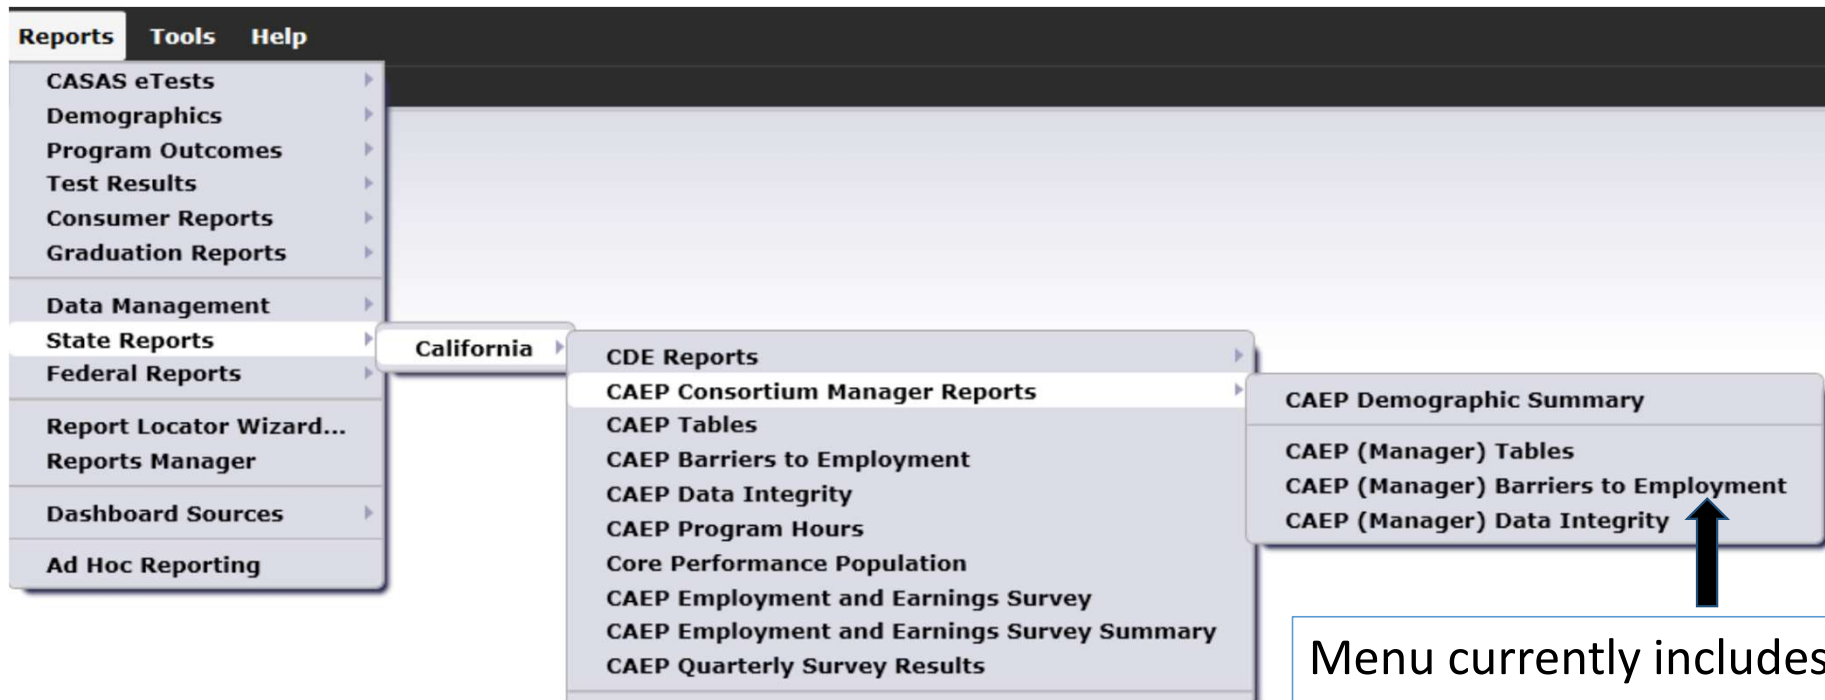 Reports Tools Help
CASAS eTests
Demographics
Program Outcomes
Test Results
Consumer Reports
Graduation Reports
Data Management
State Reports
Federal Reports
Report Locator Wizard...
Reports Manager
Dashboard Sources
Ad Hoc Reporting
California
CDE Reports
CAEP Consortium Manager Reports
CAEP Tables
CAEP Barriers to Employment
CAEP Data Integrity
CAEP Program Hours
Core Performance Population
CAEP Employment and Earnings Survey
CAEP Employment and Earnings Survey Summary
CAEP Quarterly Survey Results
CAEP Demographic Summary
CAEP (Manager) Tables
CAEP (Manager) Barriers to Employment
CAEP (Manager) Data Integrity
Menu currently includes